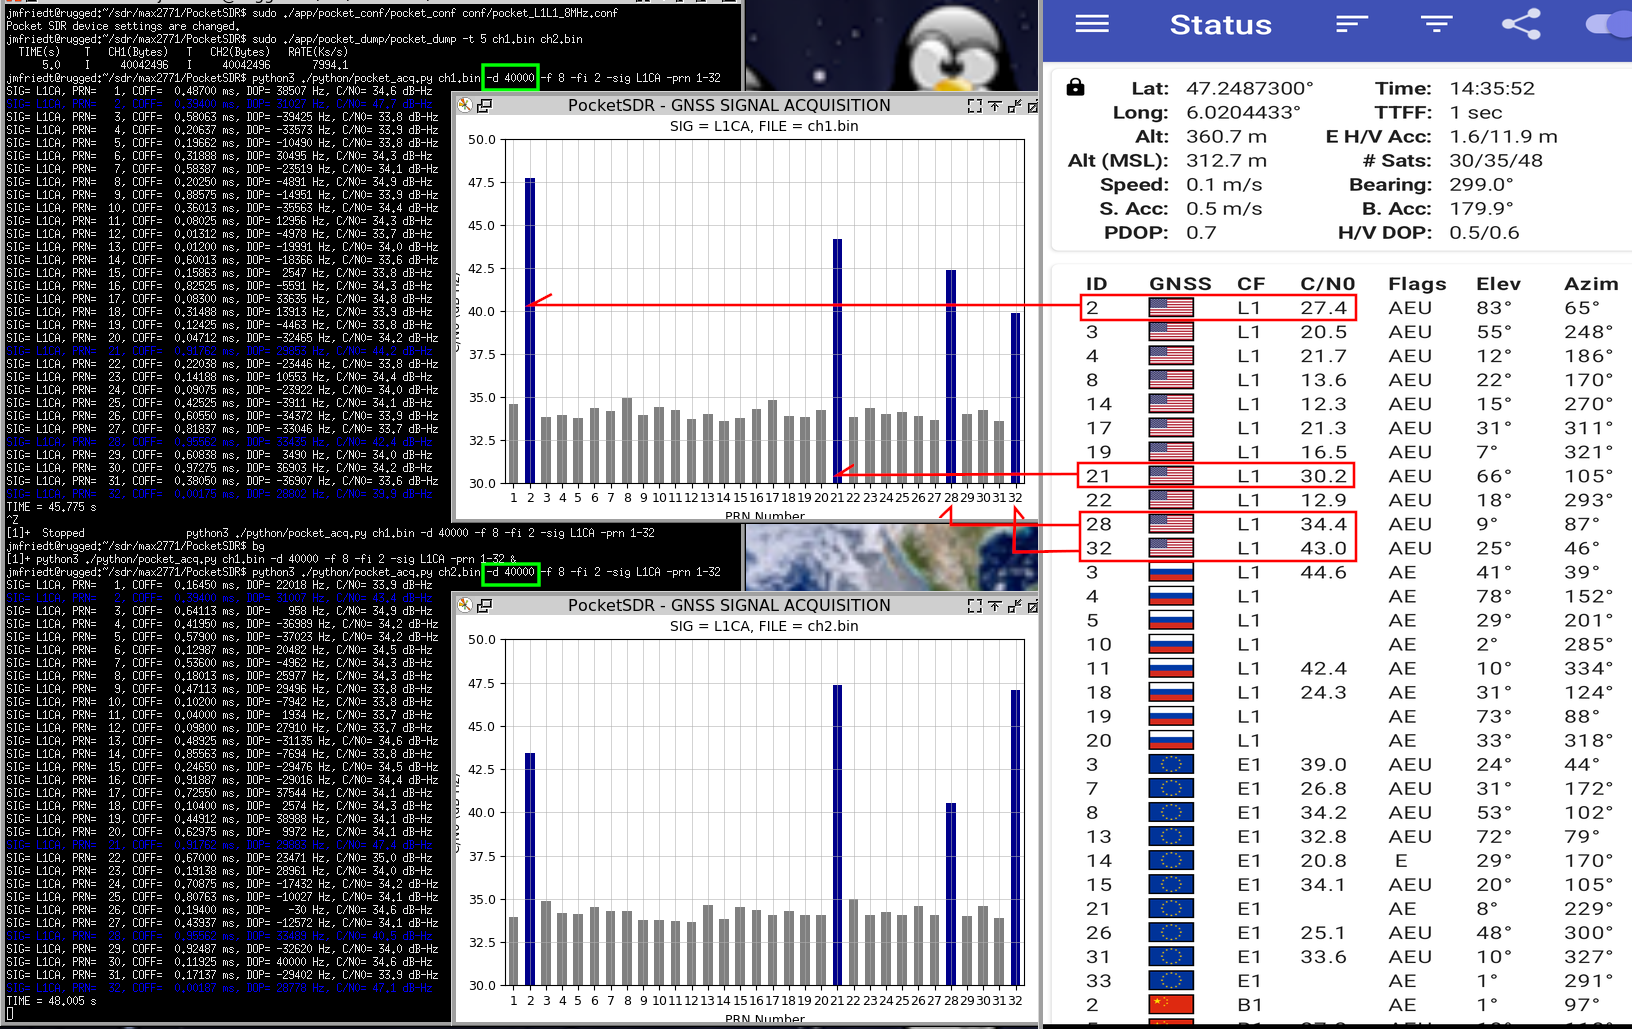 jmfriedt@rugged:~/sdr/max2771/PocketSDR$ sudo ./app/pocket_conf/pocket_conf conf/pocket_L1L1_8MHz.conf
Pocket SDR device settings are changed.
jmfriedt@rugged:~/sdr/max2771/PocketSDR$ sudo ./app/pocket_dump/pocket_dump -t 5 ch1.bin ch2.bin
TIME(s) T CH1(Bytes) T CH2(Bytes) RATE(Ks/s)
5.0 I 40042496 I 40042496 7994.1
jmfriedt@rugged:~/sdr/max2771/PocketSDR$ python3 ./python/pocket_acq.py ch1.bin -d 40000 -f 8 -fi 2 -sig L1CA -prn 1-32
SIG= L1CA, PRN= 1, COFF= 0.48700 ms, DOP= 38507 Hz, C/N0= 34.6 dB-Hz
SIG= L1CA, PRN= 2, COFF= 0.39400 ms, DOP= 31027 Hz, C/N0= 47.7 dB-Hz
SIG= L1CA, PRN= 3, COFF= 0.58063 ms, DOP= -39425 Hz, C/N0= 33.8 dB-Hz
SIG= L1CA, PRN= 4, COFF= 0.20637 ms, DOP= -33573 Hz, C/N0= 33.9 dB-Hz
SIG= L1CA, PRN= 5, COFF= 0.19662 ms, DOP= -10490 Hz, C/N0= 33.8 dB-Hz
SIG= L1CA, PRN= 6, COFF= 0.31888 ms, DOP= 30495 Hz, C/N0= 34.3 dB-Hz
SIG= L1CA, PRN= 7, COFF= 0.58387 ms, DOP= -23519 Hz, C/N0= 34.1 dB-Hz
SIG= L1CA, PRN= 8, COFF= 0.20250 ms, DOP= -4891 Hz, C/N0= 34.9 dB-Hz
SIG= L1CA, PRN= 9, COFF= 0.88575 ms, DOP= -14951 Hz, C/N0= 33.9 dB-Hz
SIG= L1CA, PRN= 10, COFF= 0.36013 ms, DOP= -35563 Hz, C/N0= 34.4 dB-Hz
SIG= L1CA, PRN= 11, COFF= 0.08025 ms, DOP= 12956 Hz, C/N0= 34.3 dB-Hz
SIG= L1CA, PRN= 12, COFF= 0.01312 ms, DOP= -4978 Hz, C/N0= 33.7 dB-Hz
SIG= L1CA, PRN= 13, COFF= 0.01200 ms, DOP= -19991 Hz, C/N0= 34.0 dB-Hz
SIG= L1CA, PRN= 14, COFF= 0.60013 ms, DOP= -18366 Hz, C/N0= 33.6 dB-Hz
SIG= L1CA, PRN= 15, COFF= 0.15863 ms, DOP= 2547 Hz, C/N0= 33.8 dB-Hz
SIG= L1CA, PRN= 16, COFF= 0.82525 ms, DOP= -5591 Hz, C/N0= 34.3 dB-Hz
SIG= L1CA, PRN= 17, COFF= 0.08300 ms, DOP= 33635 Hz, C/N0= 34.8 dB-Hz
SIG= L1CA, PRN= 18, COFF= 0.31488 ms, DOP= 13913 Hz, C/N0= 33.9 dB-Hz
SIG= L1CA, PRN= 19, COFF= 0.12425 ms, DOP= -4463 Hz, C/N0= 33.8 dB-Hz
SIG= L1CA, PRN= 20, COFF= 0.04712 ms, DOP= -32465 Hz, C/N0= 34.2 dB-Hz
SIG= L1CA, PRN= 21, COFF= 0.91762 ms, DOP= Hz, C/N0= 44.2 dB-Hz
SIG= L1CA, PRN= 22, COFF= 0.22038 ms, DOP= -23446 Hz, C/N0= 33.8 dB-Hz
SIG= L1CA, PRN= 23, COFF= 0.14188 ms, DOP= 10553 Hz, C/N0= 34.4 dB-Hz
SIG= L1CA, PRN= 24, COFF= 0.09075 ms, DOP= -23922 Hz, C/N0= 34.0 dB-Hz
SIG= L1CA, PRN= 25, COFF= 0.42525 ms, DOP= -3911 Hz, C/N0= 34.1 dB-Hz
SIG= L1CA, PRN= 26, COFF= 0.60550 ms, DOP= -34372 Hz, C/N0= 33.9 dB-Hz
SIG= L1CA, PRN= 27, COFF= 0.81837 ms, DOP= -33046 Hz, C/N0= 33.7 dB-Hz
SIG= L1CA, PRN= 28, COFF= 0.95562 ms, DOP= 33435 Hz, C/N0= 42.4 dB-Hz
SIG= L1CA, PRN= 29, COFF= 0.60838 ms, DOP= 3490 Hz, C/N0= 34.0 dB-Hz
SIG= L1CA, PRN= 30, COFF= 0.97275 ms, DOP= 36903 Hz, C/N0= 34.2 dB-Hz
SIG= L1CA, PRN= 31, COFF= 0.38050 ms, DOP= -36907 Hz, C/N0= 33.6 dB-Hz
SIG= L1CA, PRN= 32, COFF= 0.00175 ms, DOP= 28802 Hz, C/N0= 39.9 dB-Hz
TIME = 45.775 s
^Z
[1]+ Stopped python3 ./python/pocket_acq.py ch1.bin -d 40000 -f 8 -fi 2 -sig L1CA -prn 1-32
jmfriedt@rugged:~/sdr/max2771/PocketSDR$ bg
[1]+ python3 ./python/pocket_acq.py ch1.bin -d 40000 -f 8 -fi 2 -sig L1CA -prn 1-32 &
jmfriedt@rugged:~/sdr/max2771/PocketSDR$ python3 ./python/pocket_acq.py ch2.bin -d 40000 -f 8 -fi 2 -sig L1CA -prn 1-32
SIG= L1CA, PRN= 1, COFF= 0.16450 ms, DOP= 22018 Hz, C/N0= 33.9 dB-Hz
SIG= L1CA, PRN= 2, COFF= 0.39400 ms, DOP= 31027 Hz, C/N0= 43.4 dB-Hz
SIG= L1CA, PRN= 3, COFF= 0.64113 ms, DOP= 958 Hz, C/N0= 34.9 dB-Hz
SIG= L1CA, PRN= 4, COFF= 0.41950 ms, DOP= -36989 Hz, C/N0= 34.2 dB-Hz
SIG= L1CA, PRN= 5, COFF= 0.57900 ms, DOP= -37023 Hz, C/N0= 34.2 dB-Hz
SIG= L1CA, PRN= 6, COFF= 0.12987 ms, DOP= 20482 Hz, C/N0= 34.5 dB-Hz
SIG= L1CA, PRN= 7, COFF= 0.53600 ms, DOP= -4962 Hz, C/N0= 34.3 dB-Hz
SIG= L1CA, PRN= 8, COFF= 0.18013 ms, DOP= 25977 Hz, C/N0= 34.3 dB-Hz
SIG= L1CA, PRN= 9, COFF= 0.47113 ms, DOP= 29496 Hz, C/N0= 33.8 dB-Hz
SIG= L1CA, PRN= 10, COFF= 0.10200 ms, DOP= -7942 Hz, C/N0= 33.8 dB-Hz
SIG= L1CA, PRN= 11, COFF= 0.04000 ms, DOP= 1934 Hz, C/N0= 33.7 dB-Hz
SIG= L1CA, PRN= 12, COFF= 0.09800 ms, DOP= 27910 Hz, C/N0= 33.7 dB-Hz
SIG= L1CA, PRN= 13, COFF= 0.48925 ms, DOP= -31135 Hz, C/N0= 34.6 dB-Hz
SIG= L1CA, PRN= 14, COFF= 0.85563 ms, DOP= -7694 Hz, C/N0= 33.8 dB-Hz
SIG= L1CA, PRN= 15, COFF= 0.24650 ms, DOP= -29476 Hz, C/N0= 34.5 dB-Hz
SIG= L1CA, PRN= 16, COFF= 0.91887 ms, DOP= -29016 Hz, C/N0= 34.4 dB-Hz
SIG= L1CA, PRN= 17, COFF= 0.72550 ms, DOP= 37544 Hz, C/N0= 34.1 dB-Hz
SIG= L1CA, PRN= 18, COFF= 0.10400 ms, DOP= 2574 Hz, C/N0= 34.3 dB-Hz
SIG= L1CA, PRN= 19, COFF= 0.44912 ms, DOP= 38988 Hz, C/N0= 34.1 dB-Hz
SIG= L1CA, PRN= 20, COFF= 0.62975 ms, DOP= 9972 Hz, C/N0= 34.1 dB-Hz
SIG= L1CA, PRN= 21, COFF= 0.91762 ms, DOP= Hz, C/N0= 47.4 dB-Hz
SIG= L1CA, PRN= 22, COFF= 0.67000 ms, DOP= 23471 Hz, C/N0= 35.0 dB-Hz
SIG= L1CA, PRN= 23, COFF= 0.19138 ms, DOP= 28961 Hz, C/N0= 34.0 dB-Hz
SIG= L1CA, PRN= 24, COFF= 0.70875 ms, DOP= -17432 Hz, C/N0= 34.2 dB-Hz
SIG= L1CA, PRN= 25, COFF= 0.80763 ms, DOP= -10027 Hz, C/N0= 34.1 dB-Hz
SIG= L1CA, PRN= 26, COFF= 0.19400 ms, DOP= -30 Hz, C/N0= 34.6 dB-Hz
SIG= L1CA, PRN= 27, COFF= 0.43937 ms, DOP= -12572 Hz, C/N0= 34.1 dB-Hz
SIG= L1CA, PRN= 28, COFF= 0.95562 ms, DOP= Hz, C/N0= 40.5 dB-Hz
SIG= L1CA, PRN= 29, COFF= 0.92487 ms, DOP= -32620 Hz, C/N0= 34.0 dB-Hz
SIG= L1CA, PRN= 30, COFF= 0.11925 ms, DOP= 40000 Hz, C/N0= 34.6 dB-Hz
SIG= L1CA, PRN= 31, COFF= 0.17137 ms, DOP= -29402 Hz, C/N0= 33.9 dB-Hz
SIG= L1CA, PRN= 32, COFF= 0.00187 ms, DOP= 28778 Hz, C/N0= 47.1 dB-Hz
TIME = 48.005 s
PocketSDR - GNSS SIGNAL ACQUISITION
SIG = L1CA, FILE = ch1.bin
50.0
47.5
45.0
42.5
40.0
37.5
35.0
32.5
30.0
1 2 3 4 5 6 7 8 9 10 11 12 13 14 15 16 17 18 19 20 21 22 23 24 25 26 27 28 29 30 31 32
PRN Number
PocketSDR - GNSS SIGNAL ACQUISITION
SIG = L1CA, FILE = ch2.bin
50.0
47.5
45.0
42.5
40.0
37.5
35.0
32.5
30.0
1 2 3 4 5 6 7 8 9 10 11 12 13 14 15 16 17 18 19 20 21 22 23 24 25 26 27 28 29 30 31 32
PRN Number
Status
Lat: 47.2487300° Time: 14:35:52
Long: 6.0204433° TTFF: 1 sec
Alt: 360.7 m E H/V Acc: 1.6/11.9 m
Alt (MSL): 312.7 m # Sats: 30/35/48
Speed: 0.1 m/s Bearing: 299.0°
S. Acc: 0.5 m/s B. Acc: 179.9°
PDOP: 0.7 H/V DOP: 0.5/0.6
ID GNSS CF C/N0 Flags Elev Azim
2 L1 27.4 AEU 83° 65°
3 L1 20.5 AEU 55° 248°
4 L1 21.7 AEU 12° 186°
8 L1 13.6 AEU 22° 170°
14 L1 12.3 AEU 15° 270°
17 L1 21.3 AEU 31° 311°
19 L1 16.5 AEU 7° 321°
21 L1 30.2 AEU 66° 105°
22 L1 12.9 AEU 18° 293°
28 L1 34.4 AEU 9° 87°
32 L1 43.0 AEU 25° 46°
3 L1 44.6 AE 41° 39°
4 L1 AE 78° 152°
5 L1 AE 29° 201°
10 L1 AE 2° 285°
11 L1 42.4 AE 10° 334°
18 L1 24.3 AE 31° 124°
19 L1 AE 73° 88°
20 L1 AE 33° 318°
3 E1 39.0 AEU 24° 44°
7 E1 26.8 AEU 31° 172°
8 E1 34.2 AEU 53° 102°
13 E1 32.8 AEU 72° 79°
14 E1 20.8 E 29° 170°
15 E1 34.1 AEU 20° 105°
21 E1 AE 8° 229°
26 E1 25.1 AEU 48° 300°
31 E1 33.6 AEU 10° 327°
33 E1 AE 1° 291°
2 B1 AE 1° 97°